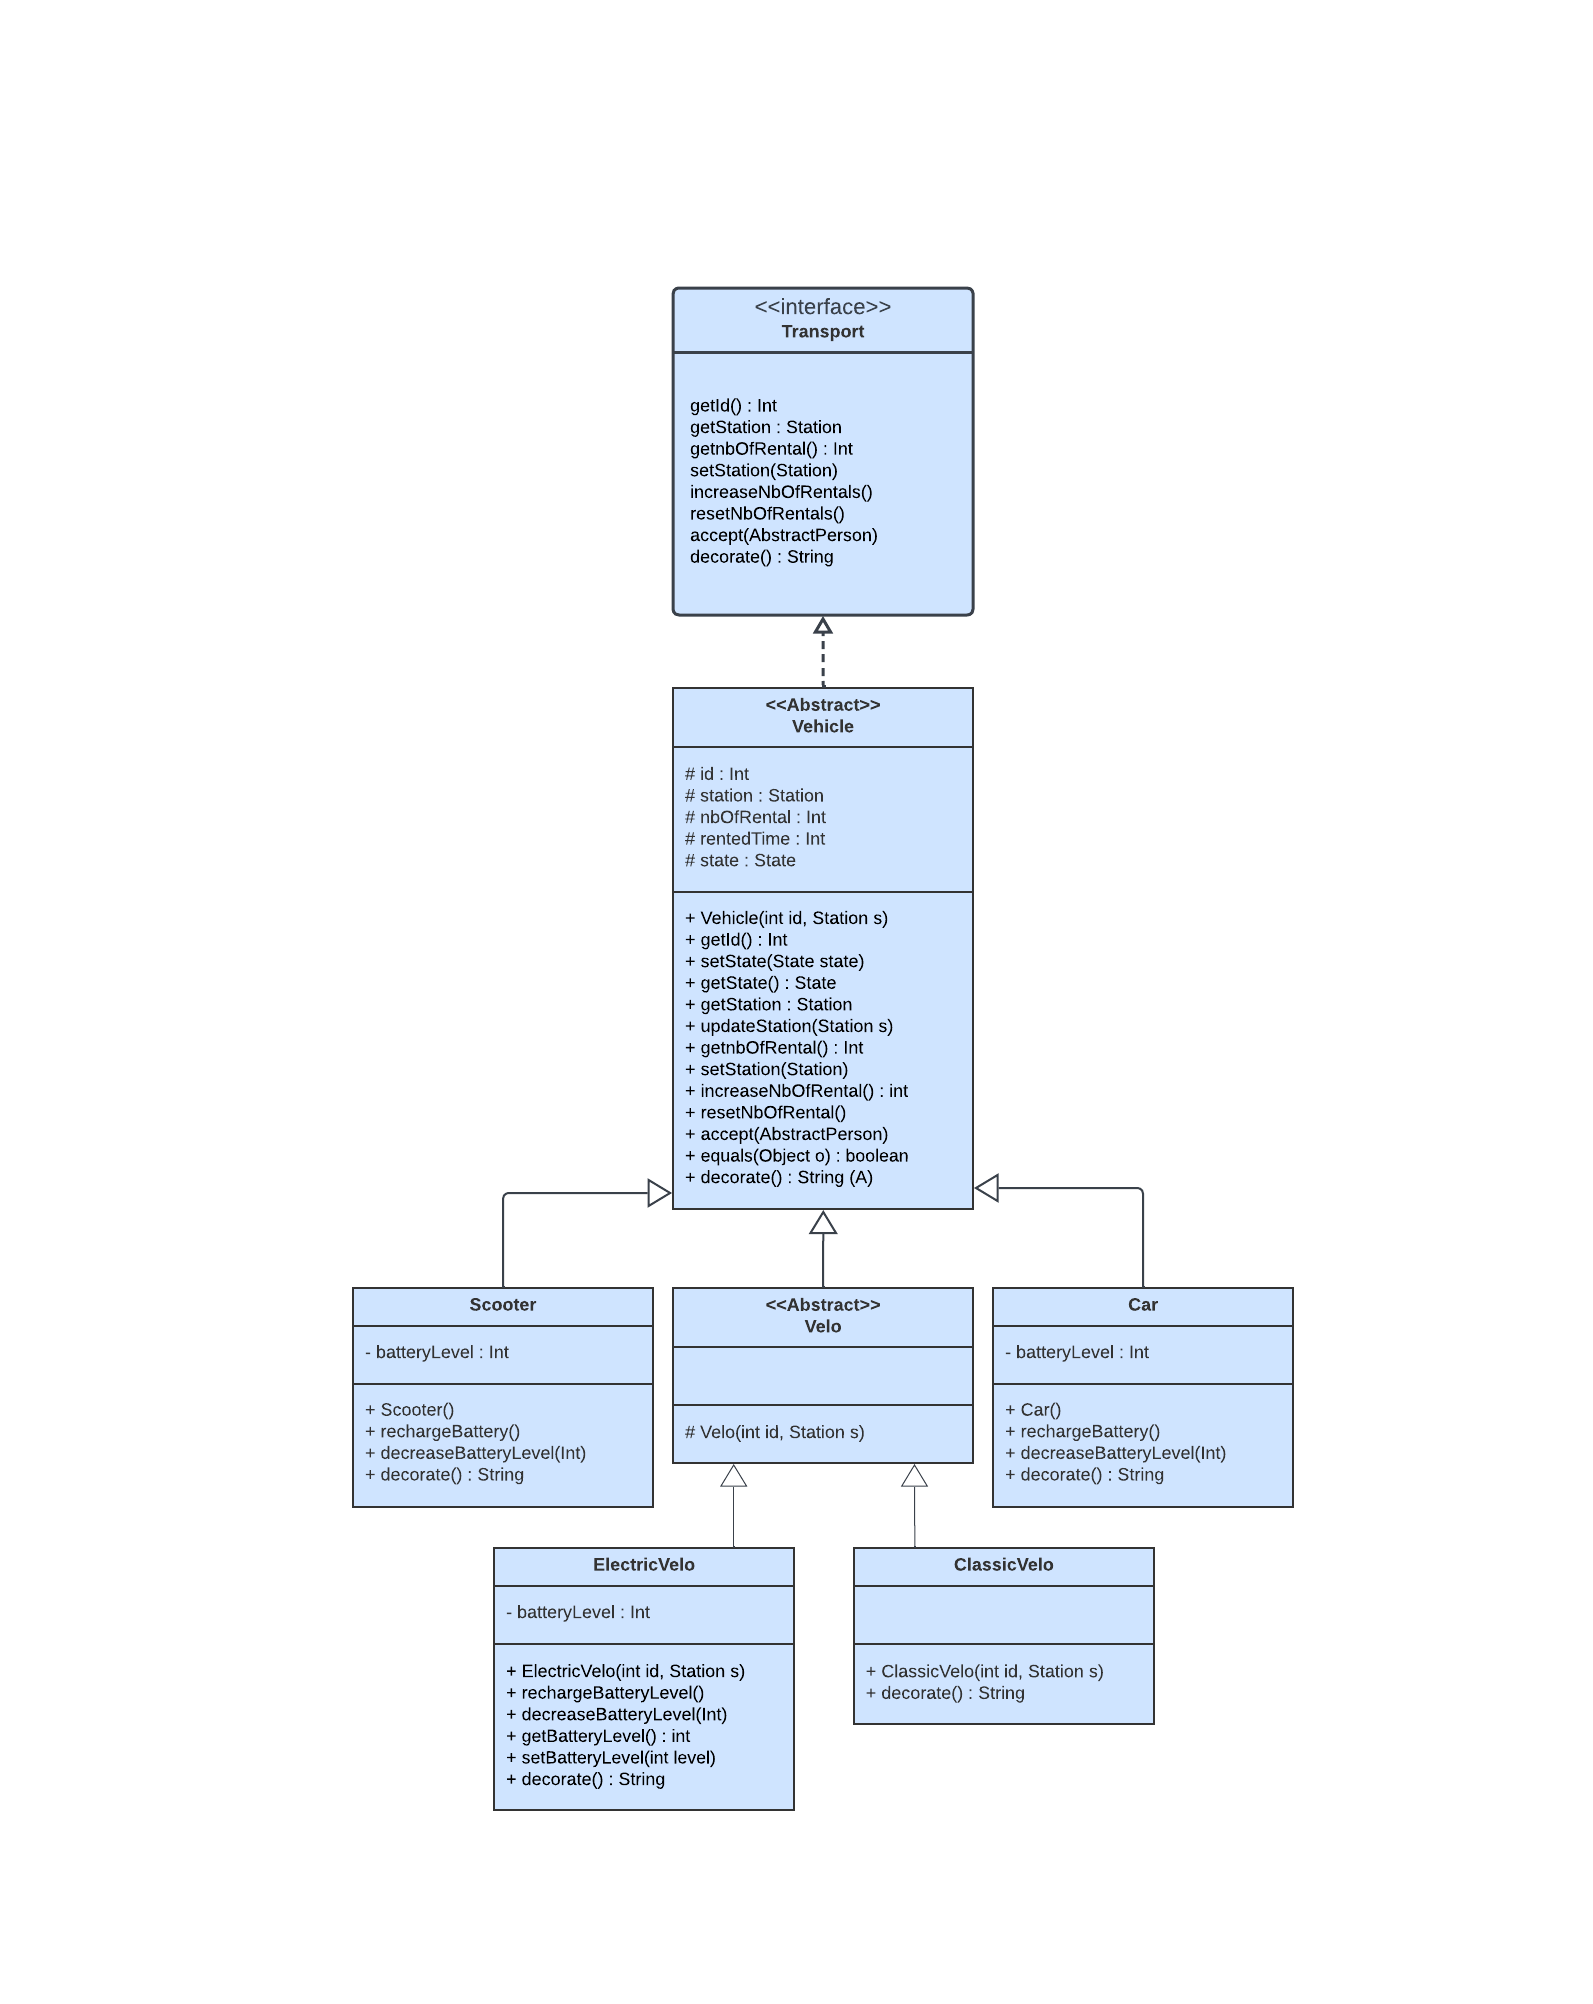 <<interface>>
Transport
getId() : Int
getStation : Station
getnbOfRental() : Int
setStation(Station)
increaseNbOfRentals()
resetNbOfRentals()
accept(AbstractPerson)
decorate() : String
<<Abstract>>
Vehicle
# id : Int
# station : Station
# nbOfRental : Int
# rentedTime : Int
# state : State
+ Vehicle(int id, Station s)
+ getId() : Int
+ setState(State state)
+ getState() : State
+ getStation : Station
+ updateStation(Station s)
+ getnbOfRental() : Int
+ setStation(Station)
+ increaseNbOfRental() : int
+ resetNbOfRental()
+ accept(AbstractPerson)
+ equals(Object o) : boolean
+ decorate() : String (A)
Scooter
- batteryLevel : Int
+ Scooter()
+ rechargeBattery()
+ decreaseBatteryLevel(Int)
+ decorate() : String
<<Abstract>>
Velo
# Velo(int id, Station s)
Car
- batteryLevel : Int
+ Car()
+ rechargeBattery()
+ decreaseBatteryLevel(Int)
+ decorate() : String
ElectricVelo
- batteryLevel : Int
+ ElectricVelo(int id, Station s)
+ rechargeBatteryLevel()
+ decreaseBatteryLevel(Int)
+ getBatteryLevel() : int
+ setBatteryLevel(int level)
+ decorate() : String
ClassicVelo
+ ClassicVelo(int id, Station s)
+ decorate() : String